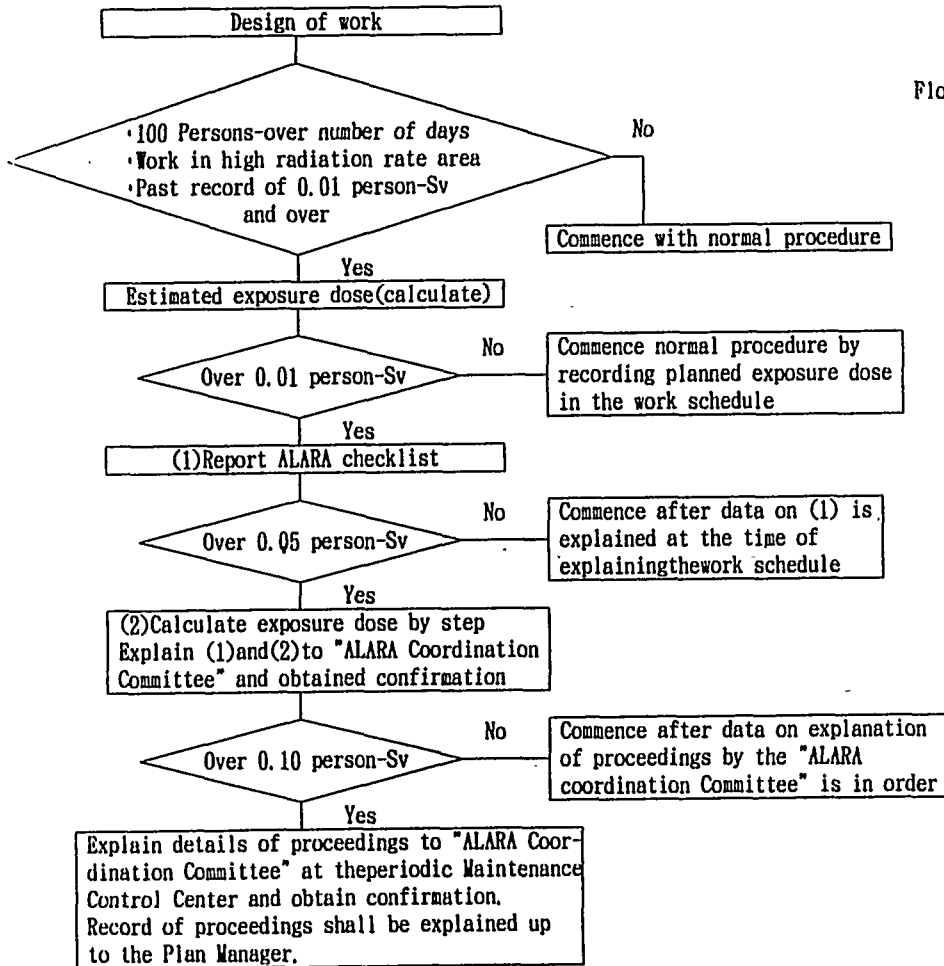 Design of work
Flo
・100 Persons-over number of days
・Work in high radiation rate area
・Past record of 0.01 person-Sv
and over
No
Commence with normal procedure
Yes
Estimated exposure dose(calculate)
Over 0.01 person-Sv
No
Commence normal procedure by
recording planned exposure dose
in the work schedule
Yes
(1)Report ALARA checklist
Over 0.05 person-Sv
No
Commence after data on (1) is
explained at the time of
explainingthework schedule
Yes
(2)Calculate exposure dose by step
Explain (1)and(2)to "ALARA Coordination
Committee" and obtained confirmation
Over 0.10 person-Sv
No
Commence after data on explanation
of proceedings by the "ALARA
coordination Committee" is in order
Yes
Explain details of proceedings to "ALARA Coor-
dination Committee" at theperiodic Maintenance
Control Center and obtain confirmation.
Record of proceedings shall be explained up
to the Plan Manager.